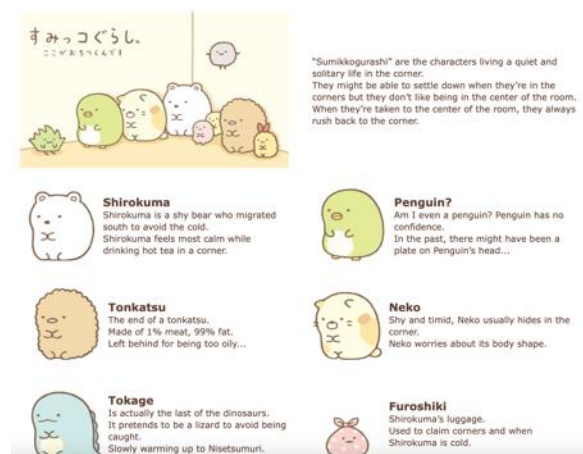 すみっコぐらし。
ここがおちつくんです
“Sumikkogurashi” are the characters living a quiet and
solitary life in the corner.
They might be able to settle down when they’re in the
corners but they don’t like being in the center of the room.
When they’re taken to the center of the room, they always
rush back to the corner.
Shirokuma
Shirokuma is a shy bear who migrated
south to avoid the cold.
Shirokuma feels most calm while
drinking hot tea in a corner.
Penguin?
Am I even a penguin? Penguin has no
confidence.
In the past, there might have been a
plate on Penguin’s head...
Tonkatsu
The end of a tonkatsu.
Made of 1% meat, 99% fat.
Left behind for being too oily...
Neko
Shy and timid, Neko usually hides in the
corner.
Neko worries about its body shape.
Tokage
Is actually the last of the dinosaurs.
It pretends to be a lizard to avoid being
caught.
Slowly warming up to Nisetsumuri.
Furoshiki
Shirokuma’s luggage.
Used to claim corners and when
Shirokuma is cold.